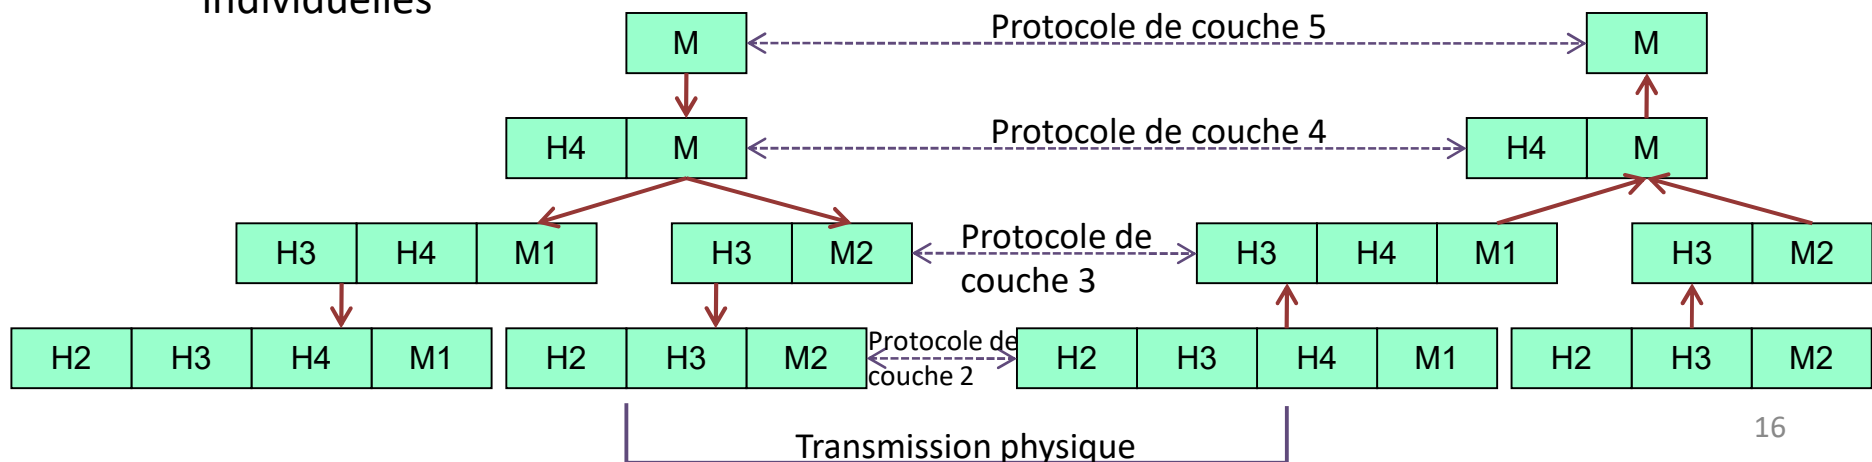 individuelles
M Protocole de couche 5 M
H4 M Protocole de couche 4 H4 M
H3 H4 M1 H3 M2 Protocole de H3 H4 M1 H3 M2
couche 3
H2 H3 H4 M1 H2 H3 M2 Protocole de H2 H3 H4 M1 H2 H3 M2
couche 2
Transmission physique
16